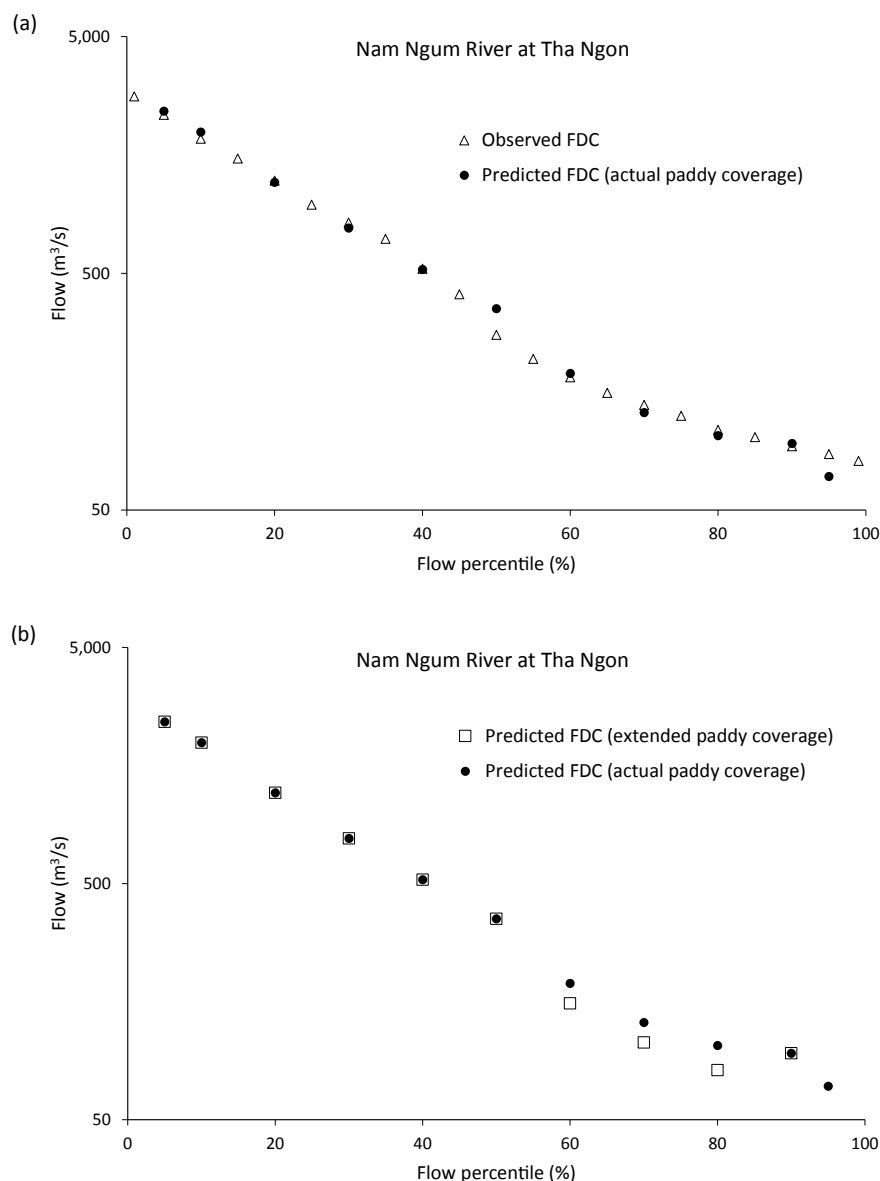 (a)
5,000
Nam Ngum River at Tha Ngon
Observed FDC
Predicted FDC (actual paddy coverage)
Flow (m³/s)
500
50
0 20 40 60 80 100
Flow percentile (%)
(b)
5,000
Nam Ngum River at Tha Ngon
Predicted FDC (extended paddy coverage)
Predicted FDC (actual paddy coverage)
Flow (m³/s)
500
50
0 20 40 60 80 100
Flow percentile (%)